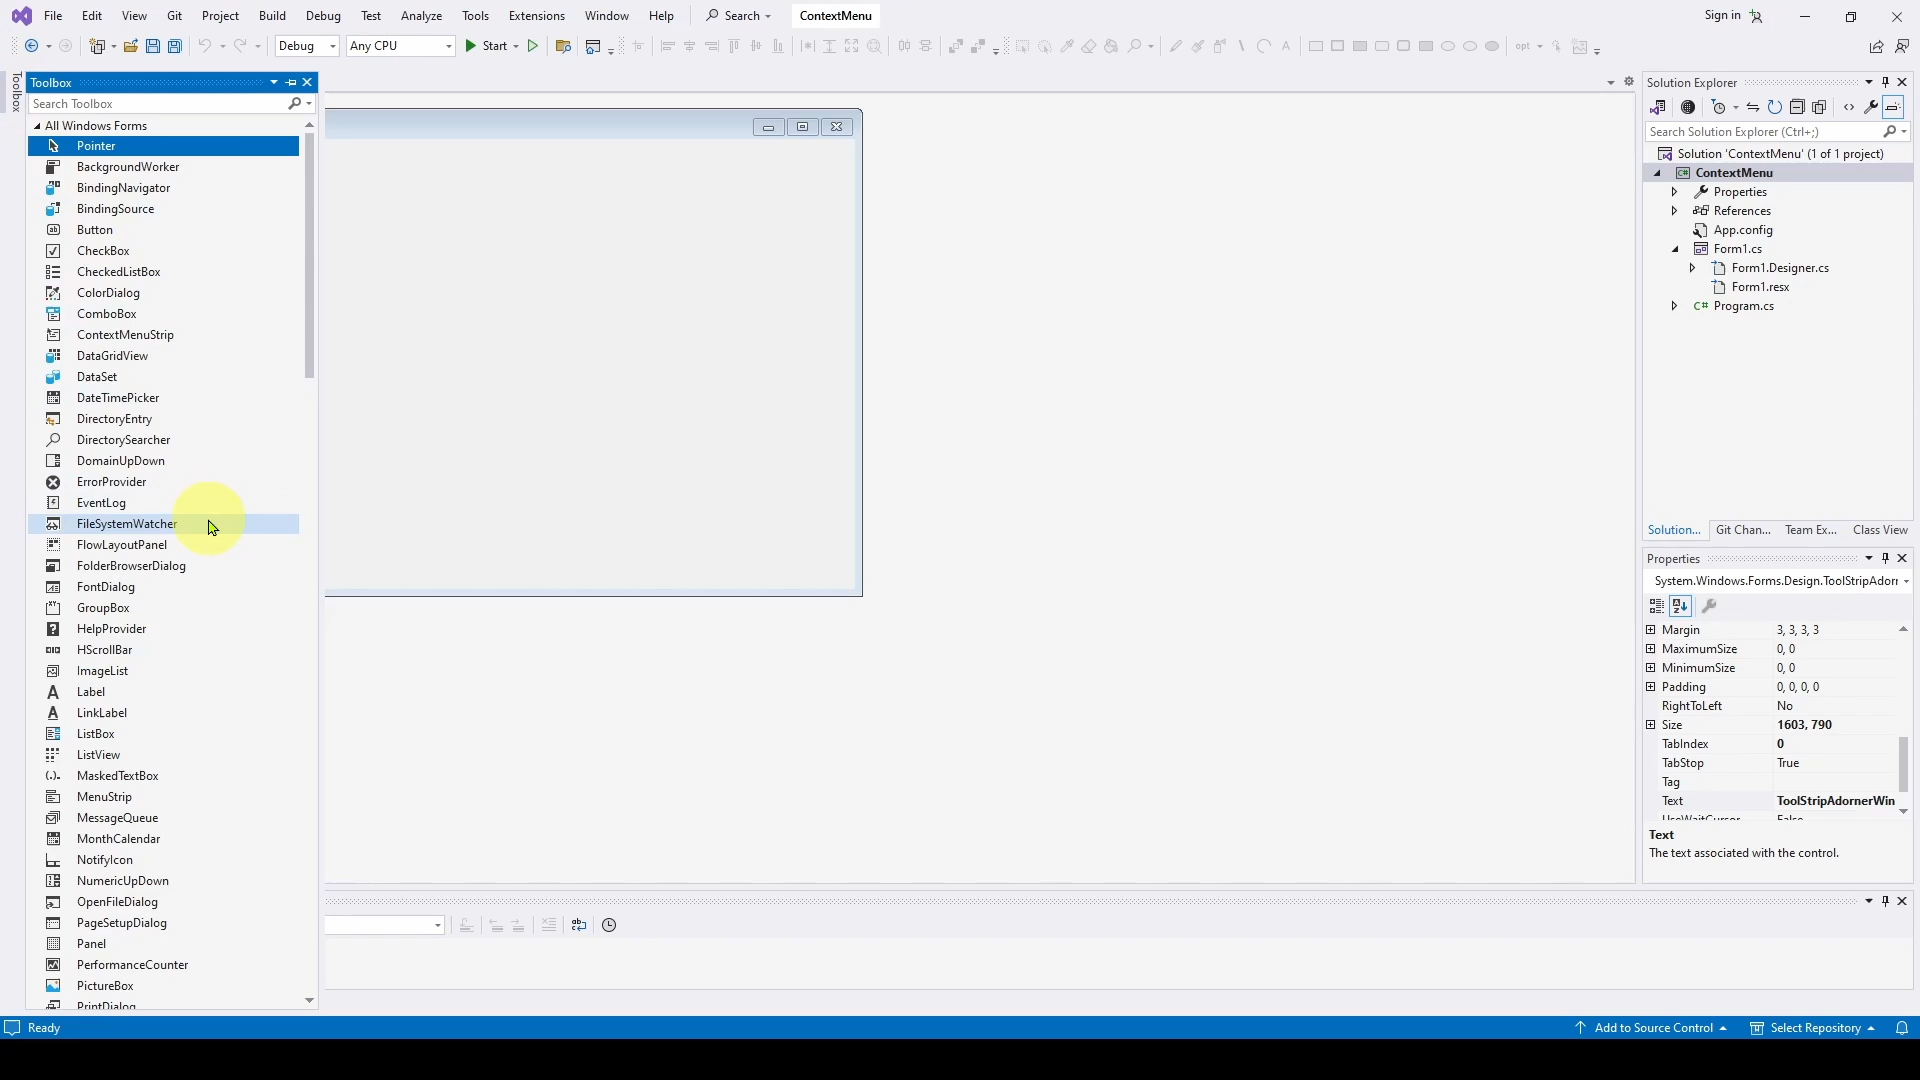 File Edit View Git Project Build Debug Test Analyze Tools Extensions Window Help Search ContextMenu Sign in
Debug Any CPU Start opt
Toolbox
Toolbox
Search Toolbox
All Windows Forms
Pointer
BackgroundWorker
BindingNavigator
BindingSource
Button
CheckBox
CheckedListBox
ColorDialog
ComboBox
ContextMenuStrip
DataGridView
DataSet
DateTimePicker
DirectoryEntry
DirectorySearcher
DomainUpDown
ErrorProvider
EventLog
FileSystemWatcher
FlowLayoutPanel
FolderBrowserDialog
FontDialog
GroupBox
HelpProvider
HScrollBar
ImageList
Label
LinkLabel
ListBox
ListView
MaskedTextBox
MenuStrip
MessageQueue
MonthCalendar
NotifyIcon
NumericUpDown
OpenFileDialog
PageSetupDialog
Panel
PerformanceCounter
PictureBox
PrintDialog
Solution Explorer
Search Solution Explorer (Ctrl+;)
Solution 'ContextMenu' (1 of 1 project)
ContextMenu
Properties
References
App.config
Form1.cs
Form1.Designer.cs
Form1.resx
C# Program.cs
Solution... Git Chan... Team Ex... Class View
Properties
System.Windows.Forms.Design.ToolStripAdorr
Margin 3, 3, 3, 3
MaximumSize 0, 0
MinimumSize 0, 0
Padding 0, 0, 0, 0
RightToLeft No
Size 1603, 790
TabIndex 0
TabStop True
Tag
Text ToolStripAdornerWin
UseWaitCursor False
Text
The text associated with the control.
Ready Add to Source Control Select Repository